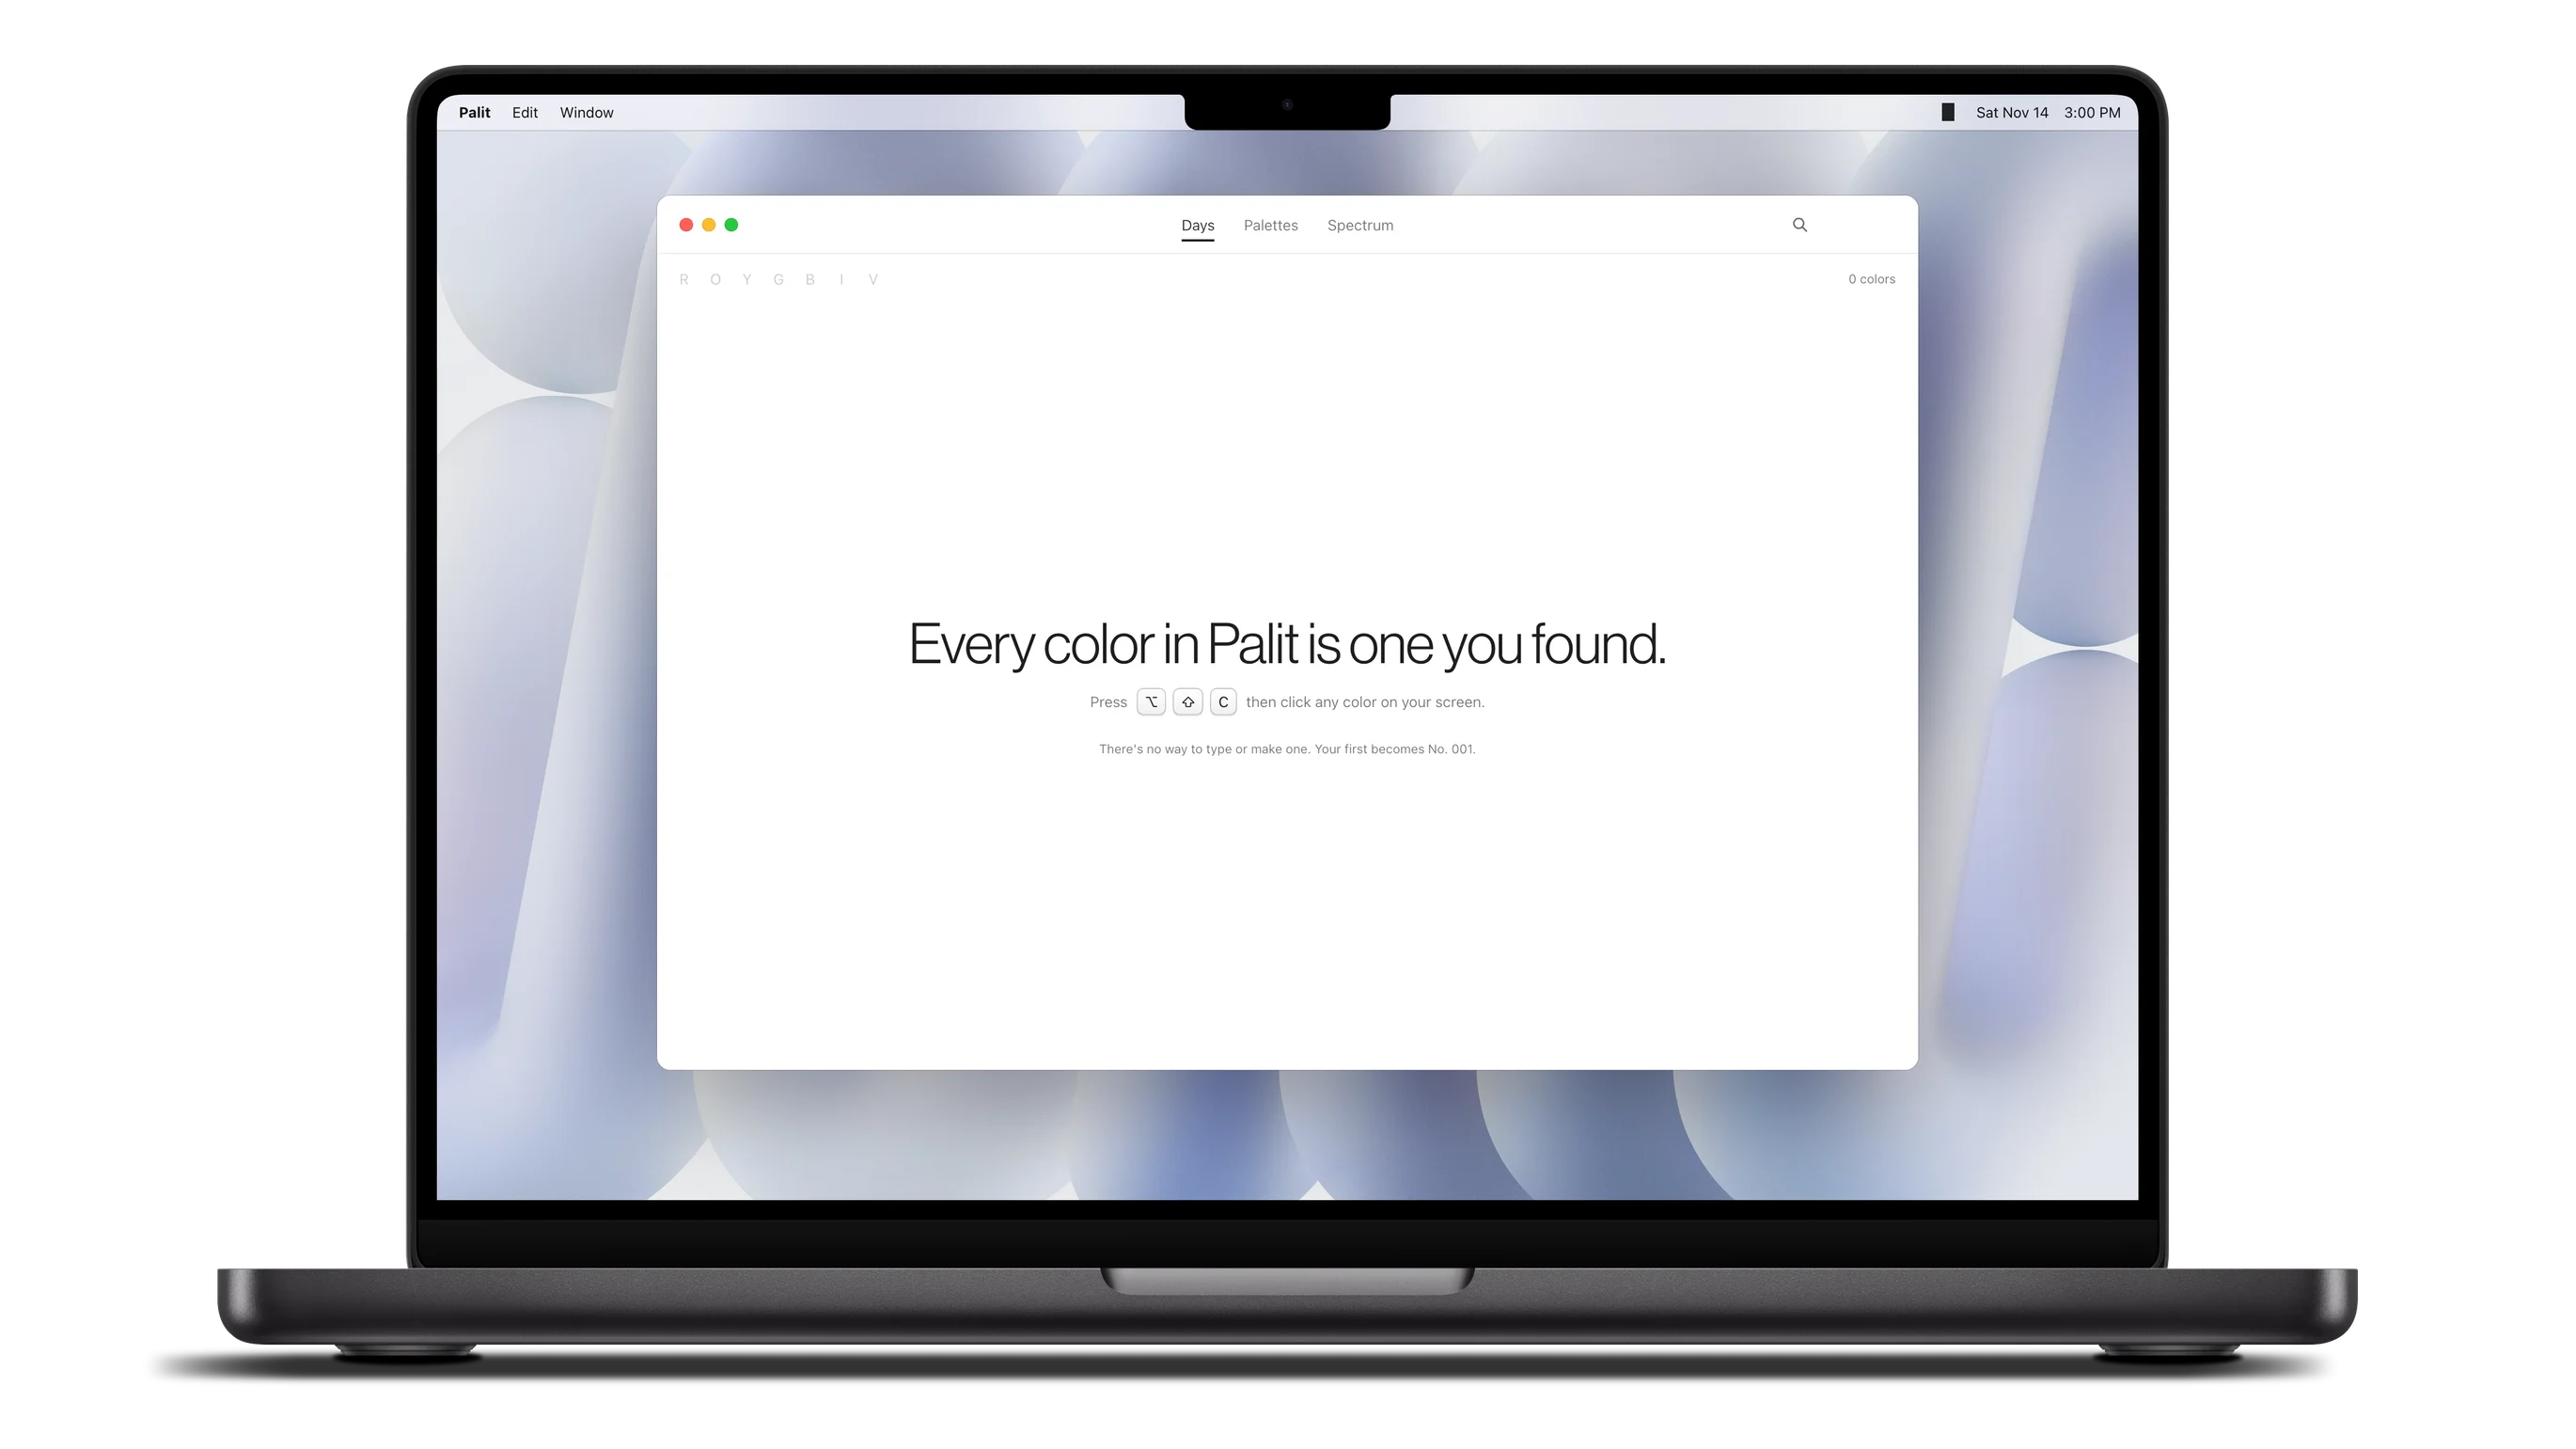 Palit Edit Window Sat Nov 14 3:00 PM
Days Palettes Spectrum
R O Y G B I V 0 colors
Every color in Palit is one you found.
Press ⌥ ⇧ C then click any color on your screen.
There's no way to type or make one. Your first becomes No. 001.